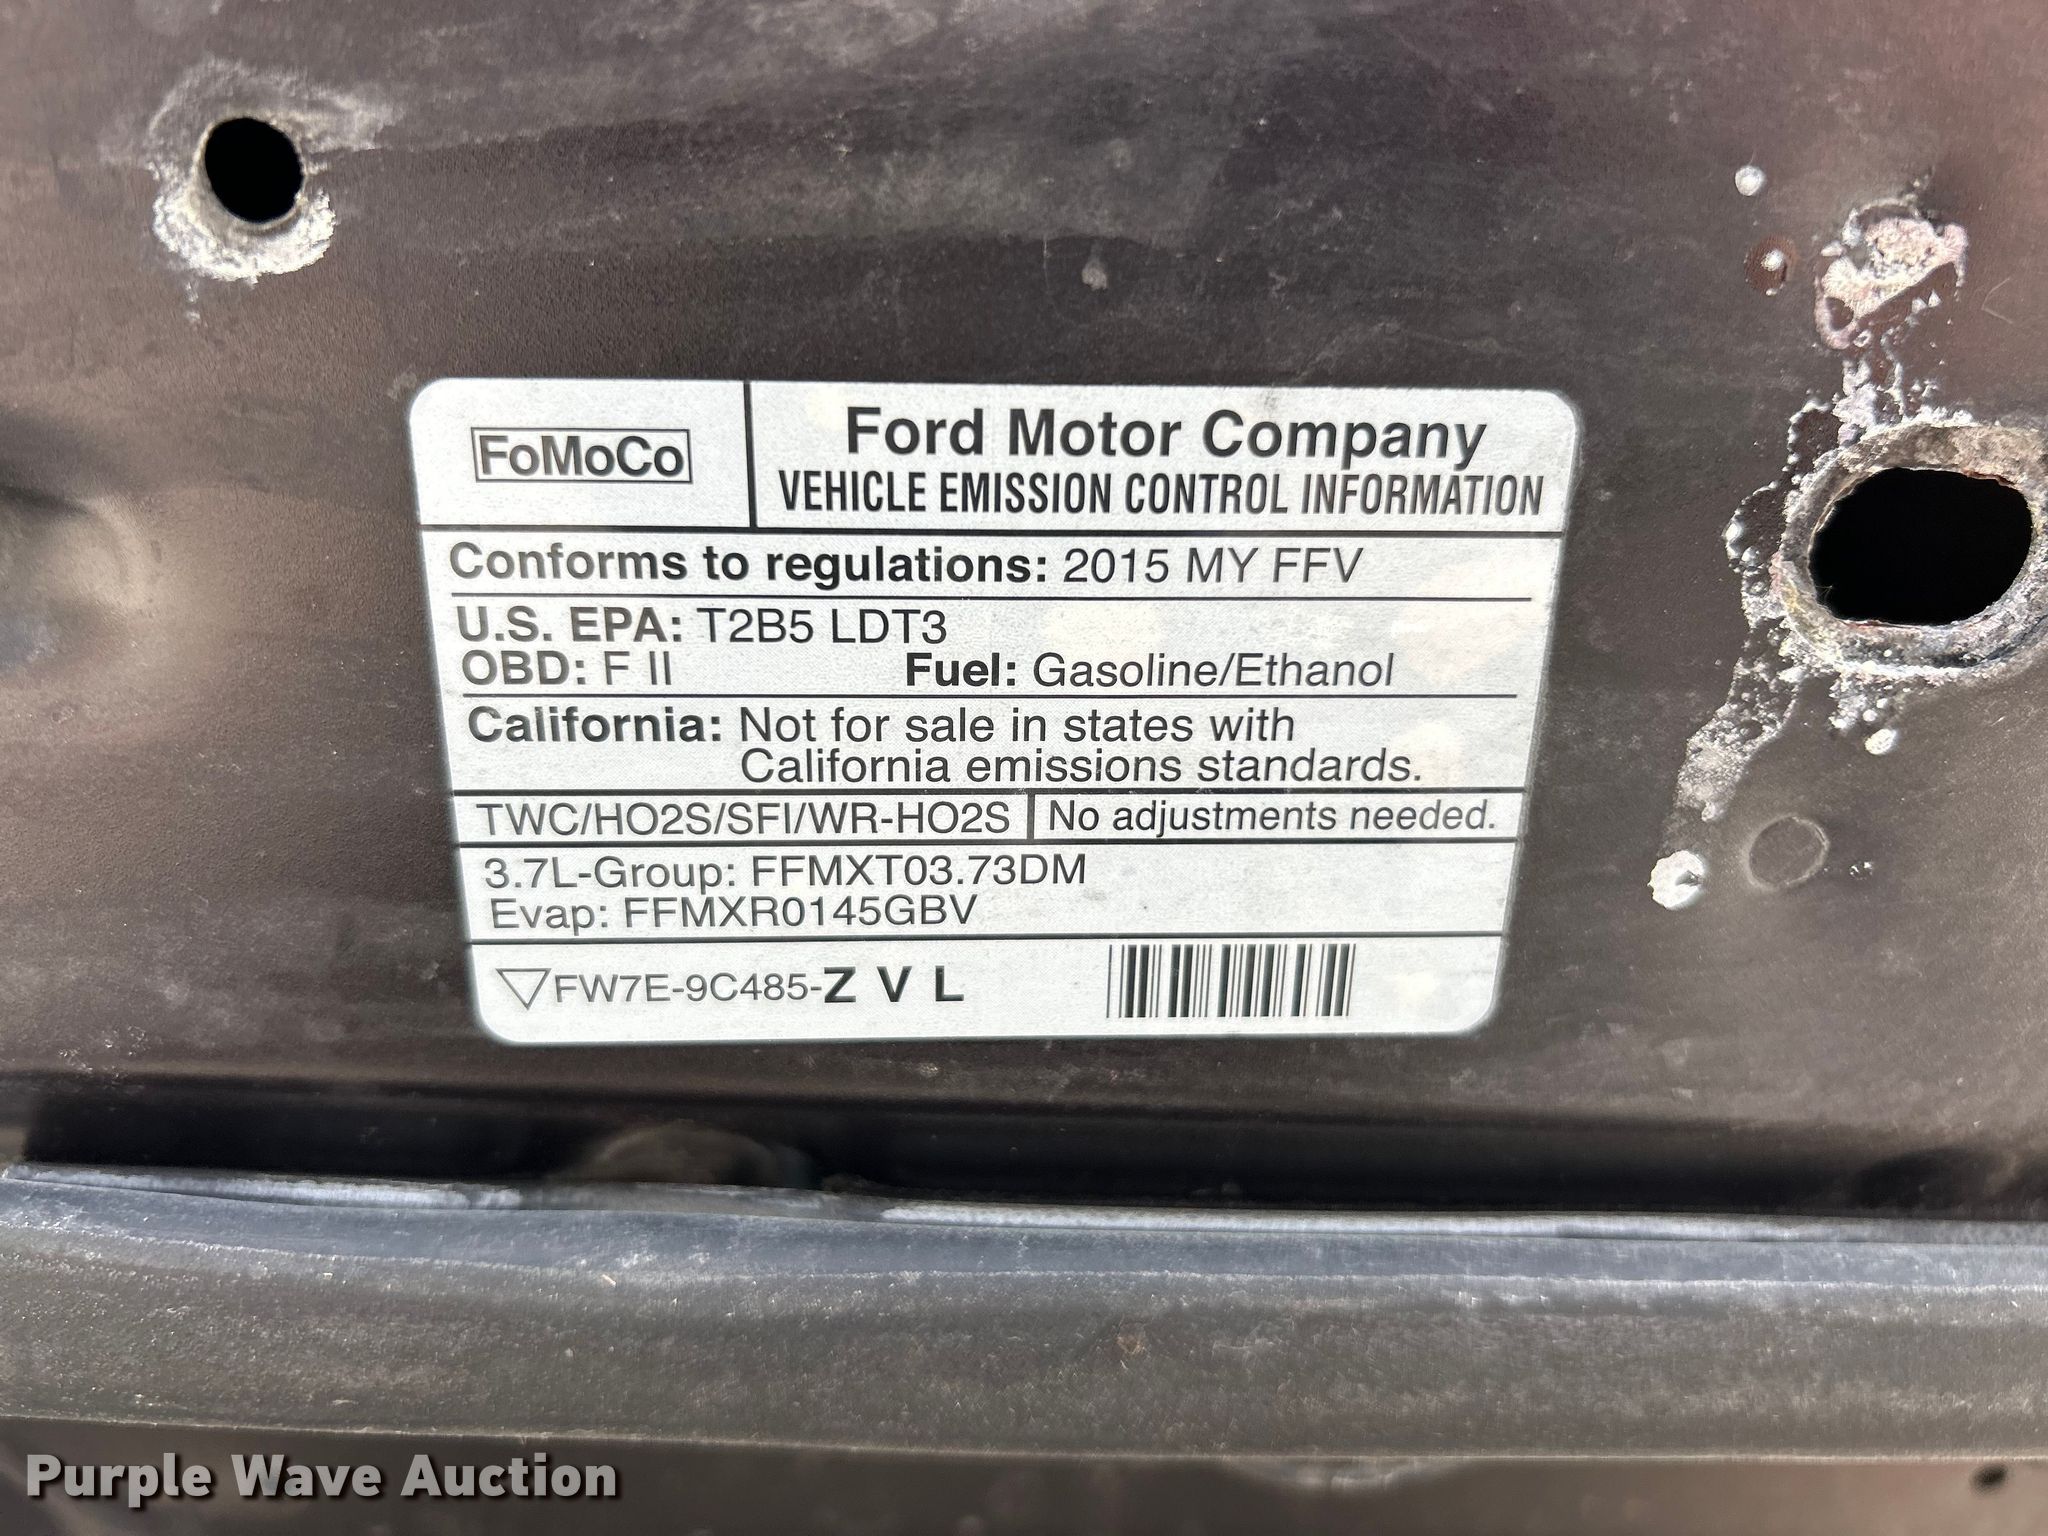 FoMoCo
Ford Motor Company
VEHICLE EMISSION CONTROL INFORMATION
Conforms to regulations: 2015 MY FFV
U.S. EPA: T2B5 LDT3
OBD: F II Fuel: Gasoline/Ethanol
California: Not for sale in states with
California emissions standards.
TWC/HO2S/SFI/WR-HO2S No adjustments needed.
3.7L-Group: FFMXT03.73DM
Evap: FFMXR0145GBV
FW7E-9C485-Z V L
Purple Wave Auction